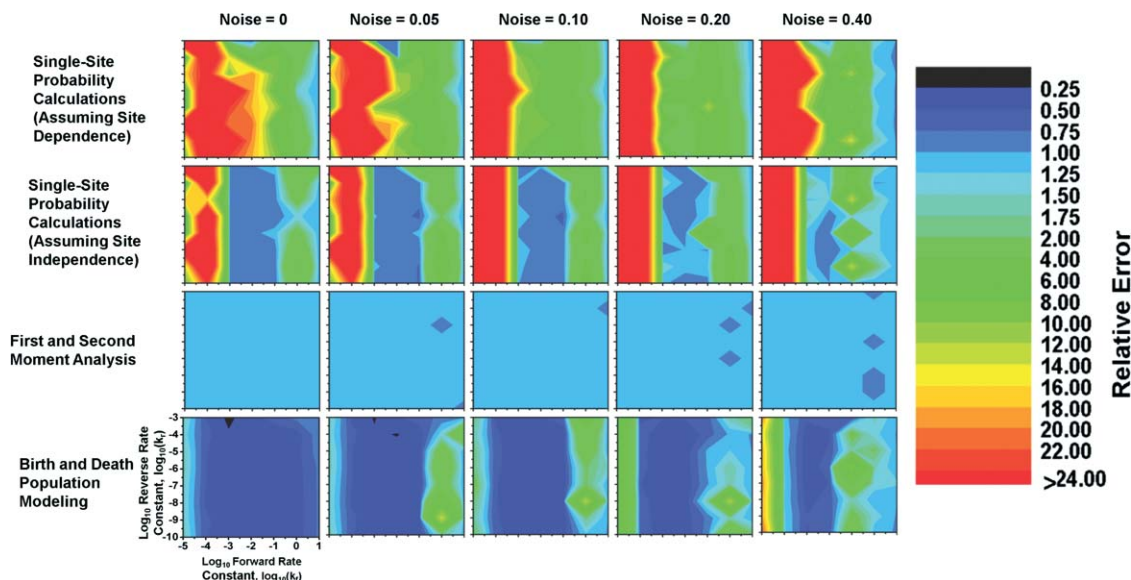 Noise = 0 Noise = 0.05 Noise = 0.10 Noise = 0.20 Noise = 0.40
Single-Site
Probability
Calculations
(Assuming Site
Dependence)
Single-Site
Probability
Calculations
(Assuming Site
Independence)
First and Second
Moment Analysis
Birth and Death
Population
Modeling
Log₁₀ Reverse Rate
Constant, log₁₀(kᵣ)
-3
-4
-5
-6
-7
-8
-9
-10
-5 -4 -3 -2 -1 0 1
Log₁₀ Forward Rate
Constant, log₁₀(k_f)
0.25
0.50
0.75
1.00
1.25
1.50
1.75
2.00
4.00
6.00
8.00
10.00
12.00
14.00
16.00
18.00
20.00
22.00
>24.00
Relative Error